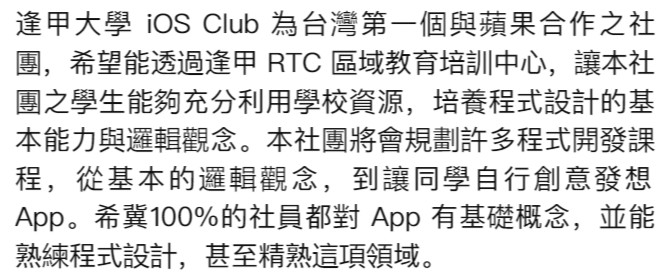 逢甲大學 iOS Club 為台灣第一個與蘋果合作之社
團，希望能透過逢甲 RTC 區域教育培訓中心，讓本社
團之學生能夠充分利用學校資源，培養程式設計的基
本能力與邏輯觀念。本社團將會規劃許多程式開發課
程，從基本的邏輯觀念，到讓同學自行創意發想
App。希冀100%的社員都對 App 有基礎概念，並能
熟練程式設計，甚至精熟這項領域。